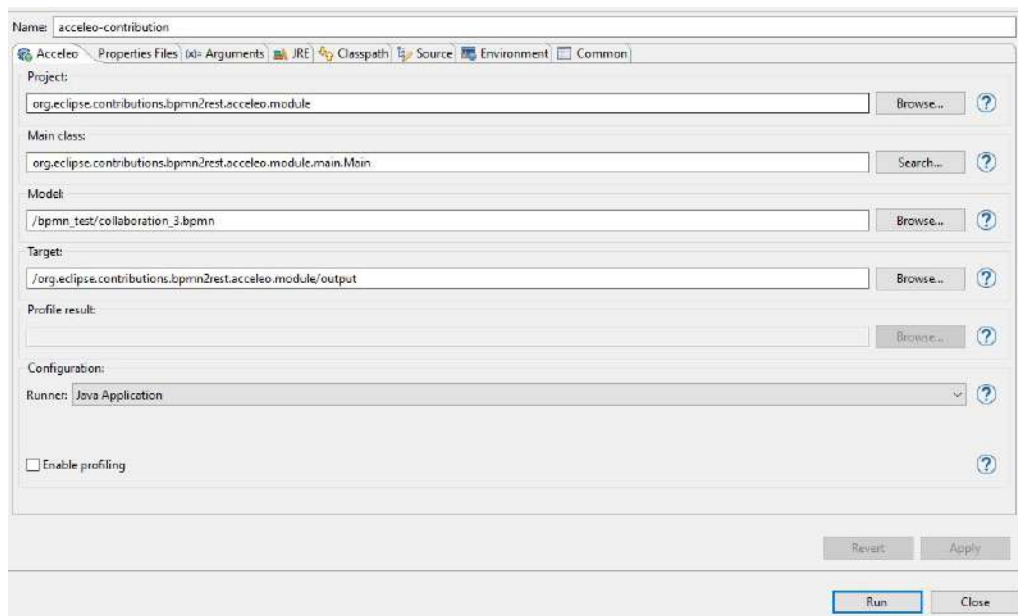 Name: acceleo-contribution
Acceleo Properties Files (x)= Arguments JRE Classpath Source Environment Common
Project:
org.eclipse.contributions.bpmn2rest.acceleo.module Browse... ?
Main class:
org.eclipse.contributions.bpmn2rest.acceleo.module.main.Main Search... ?
Model:
/bpmn_test/collaboration_3.bpmn Browse... ?
Target:
/org.eclipse.contributions.bpmn2rest.acceleo.module/output Browse... ?
Profile result:
Browse... ?
Configuration:
Runner: Java Application ?
Enable profiling ?
Revert Apply
Run Close